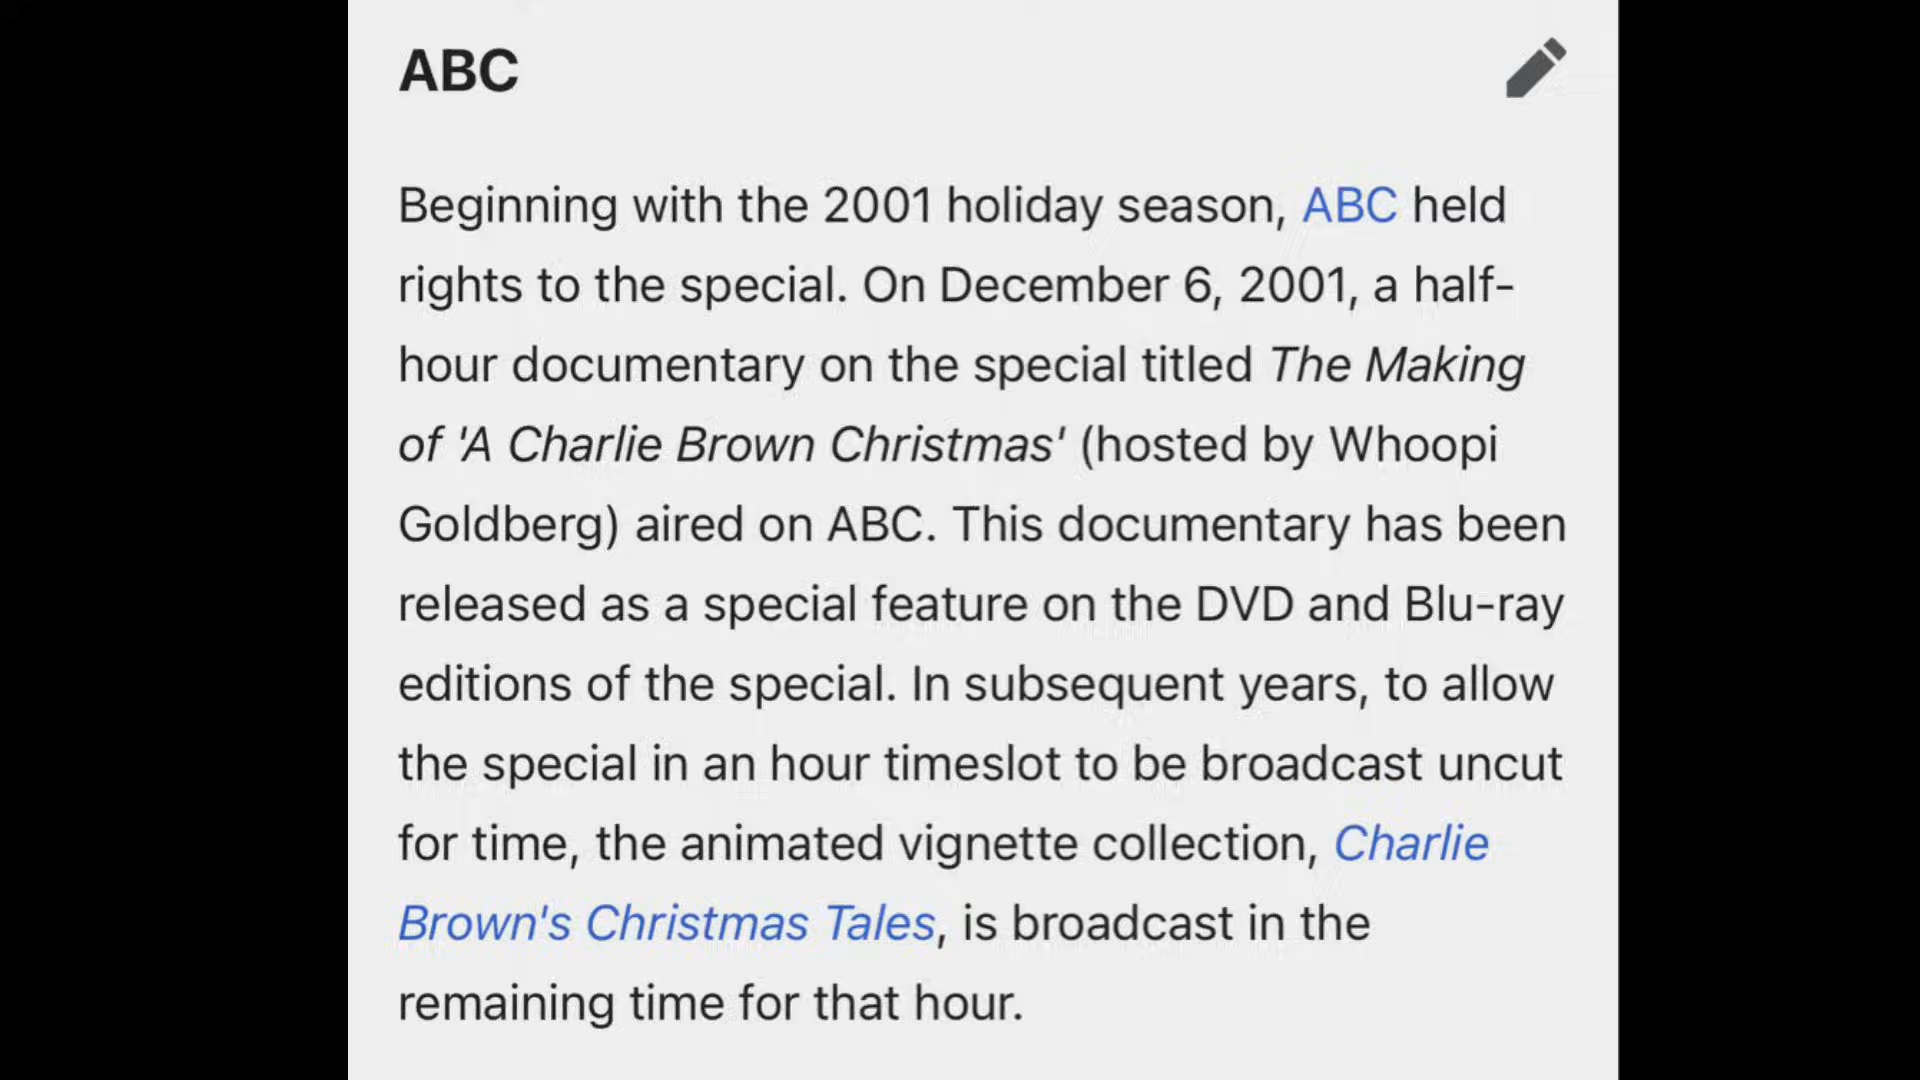 ABC
Beginning with the 2001 holiday season, ABC held
rights to the special. On December 6, 2001, a half-
hour documentary on the special titled The Making
of 'A Charlie Brown Christmas' (hosted by Whoopi
Goldberg) aired on ABC. This documentary has been
released as a special feature on the DVD and Blu-ray
editions of the special. In subsequent years, to allow
the special in an hour timeslot to be broadcast uncut
for time, the animated vignette collection, Charlie
Brown's Christmas Tales, is broadcast in the
remaining time for that hour.